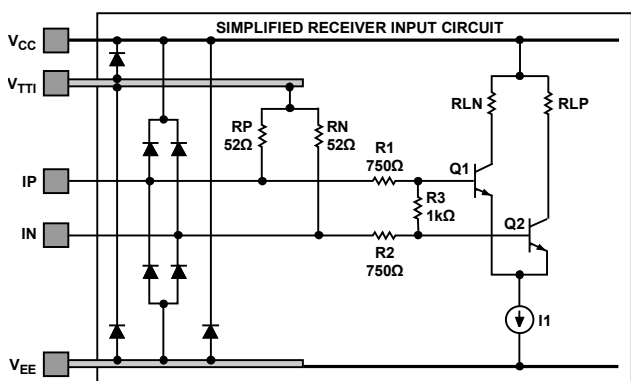 SIMPLIFIED RECEIVER INPUT CIRCUIT
VCC
VTTI
RLN
RLP
RP
52Ω
RN
52Ω
R1
750Ω
Q1
IP
R3
1kΩ
IN
Q2
R2
750Ω
I1
VEE